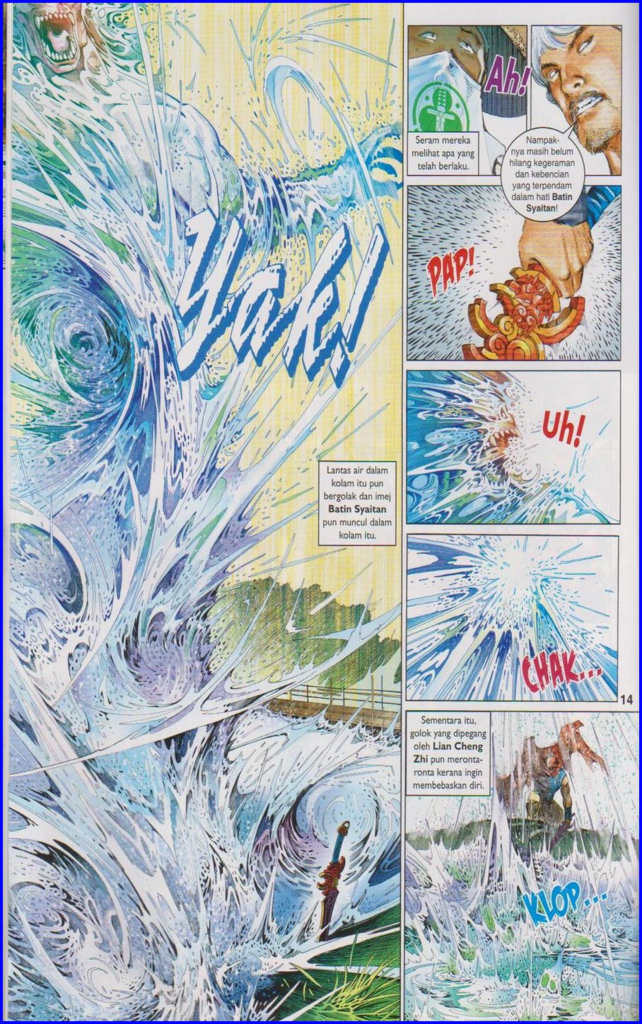 Yak!
Lantas air dalam
kolam itu pun
bergolak dan imej
Batin Syaitan
pun muncul dalam
kolam itu.
Ah!
Seram mereka
melihat apa yang
telah berlaku.
Nampak-
nya masih belum
hilang kegeraman
dan kebencian
yang terpendam
dalam hati Batin
Syaitan!
PAP!
Uh!
CHAK...
14
Sementara itu,
golok yang dipegang
oleh Lian Cheng
Zhi pun meronta-
ronta kerana ingin
membebaskan diri.
KLOP...